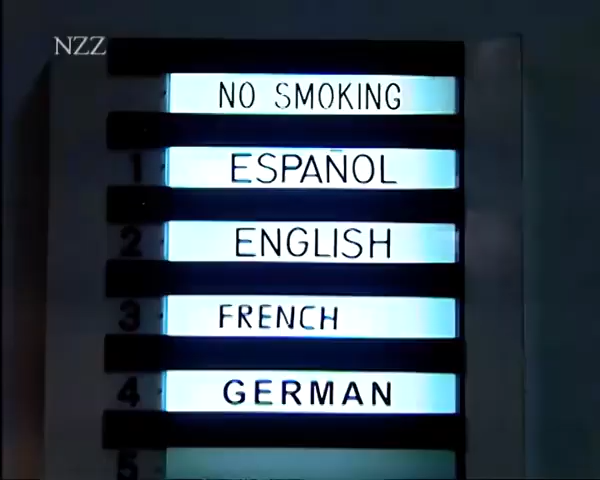 NZZ
NO SMOKING
1 ESPAÑOL
2 ENGLISH
3 FRENCH
4 GERMAN
5